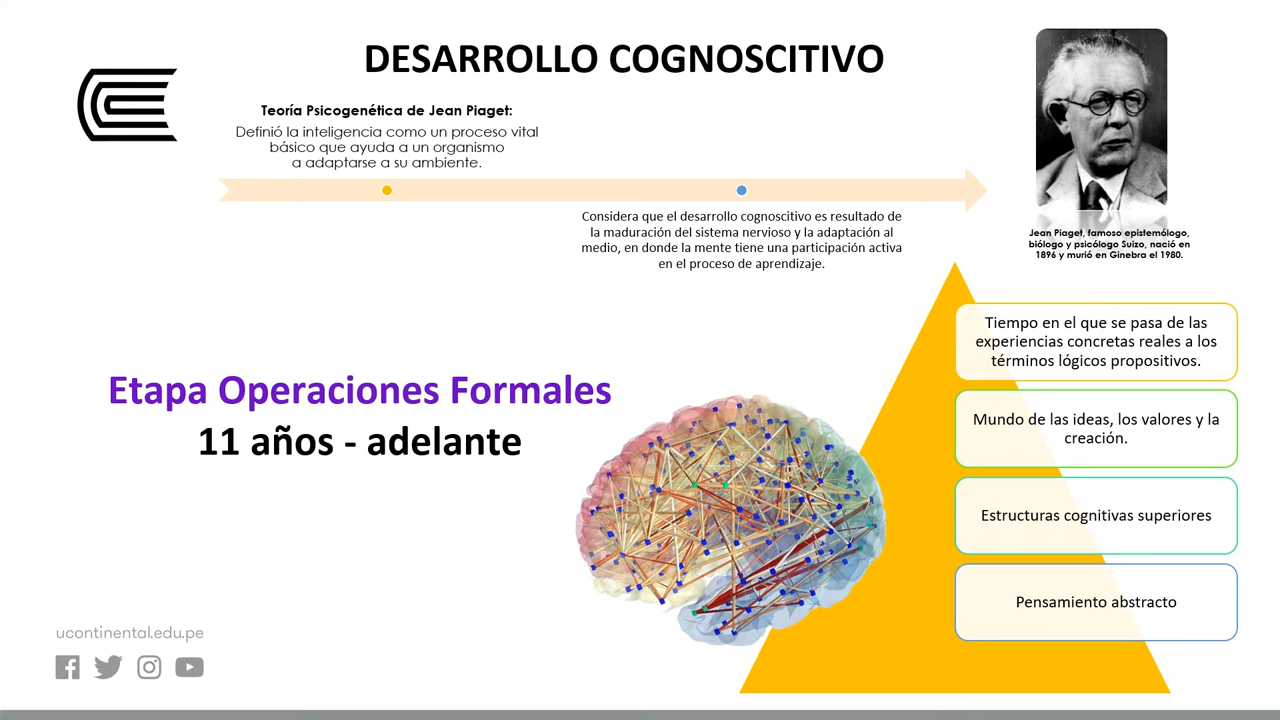 DESARROLLO COGNOSCITIVO
Teoría Psicogenética de Jean Piaget:
Definió la inteligencia como un proceso vital
básico que ayuda a un organismo
a adaptarse a su ambiente.
Considera que el desarrollo cognoscitivo es resultado de
la maduración del sistema nervioso y la adaptación al
medio, en donde la mente tiene una participación activa
en el proceso de aprendizaje.
Jean Piaget, famoso epistemólogo,
biólogo y psicólogo Suizo, nació en
1896 y murió en Ginebra el 1980.
Etapa Operaciones Formales
11 años - adelante
Tiempo en el que se pasa de las
experiencias concretas reales a los
términos lógicos propositivos.
Mundo de las ideas, los valores y la
creación.
Estructuras cognitivas superiores
Pensamiento abstracto
ucontinental.edu.pe